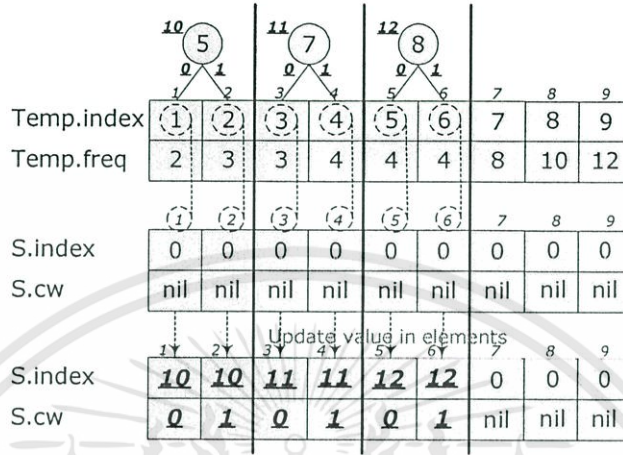 10 5 11 7 12 8
0 1 0 1 0 1
1 2 3 4 5 6 7 8 9
Temp.index 1 2 3 4 5 6 7 8 9
Temp.freq 2 3 3 4 4 4 8 10 12
1 2 3 4 5 6 7 8 9
S.index 0 0 0 0 0 0 0 0 0
S.cw nil nil nil nil nil nil nil nil nil
Update value in elements
1 2 3 4 5 6 7 8 9
S.index 10 10 11 11 12 12 0 0 0
S.cw 0 1 0 1 0 1 nil nil nil